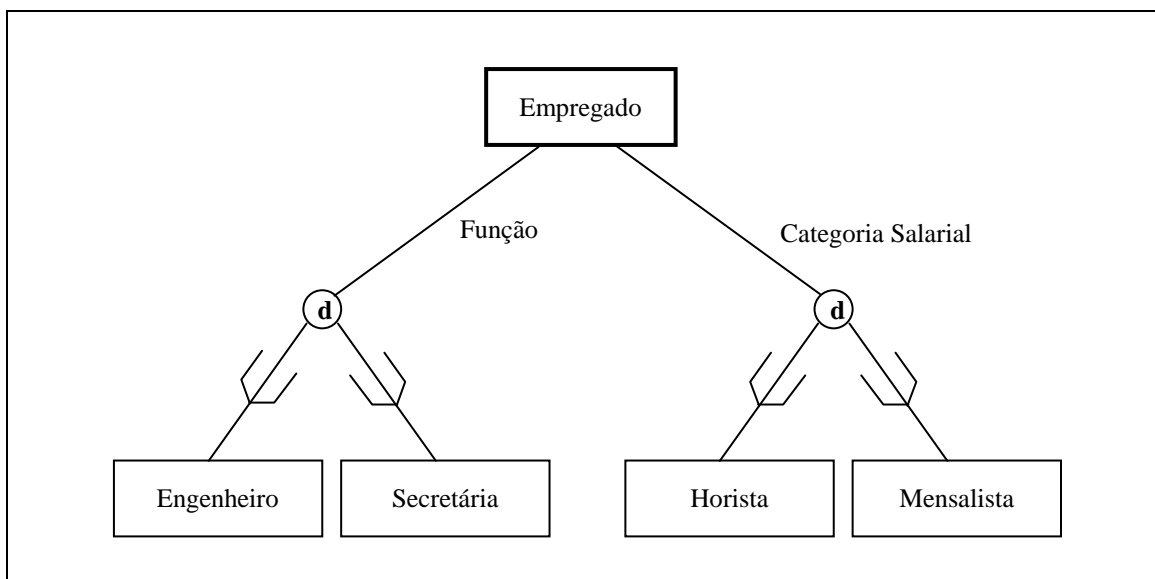 Empregado
Função
Categoria Salarial
d
d
Engenheiro
Secretária
Horista
Mensalista